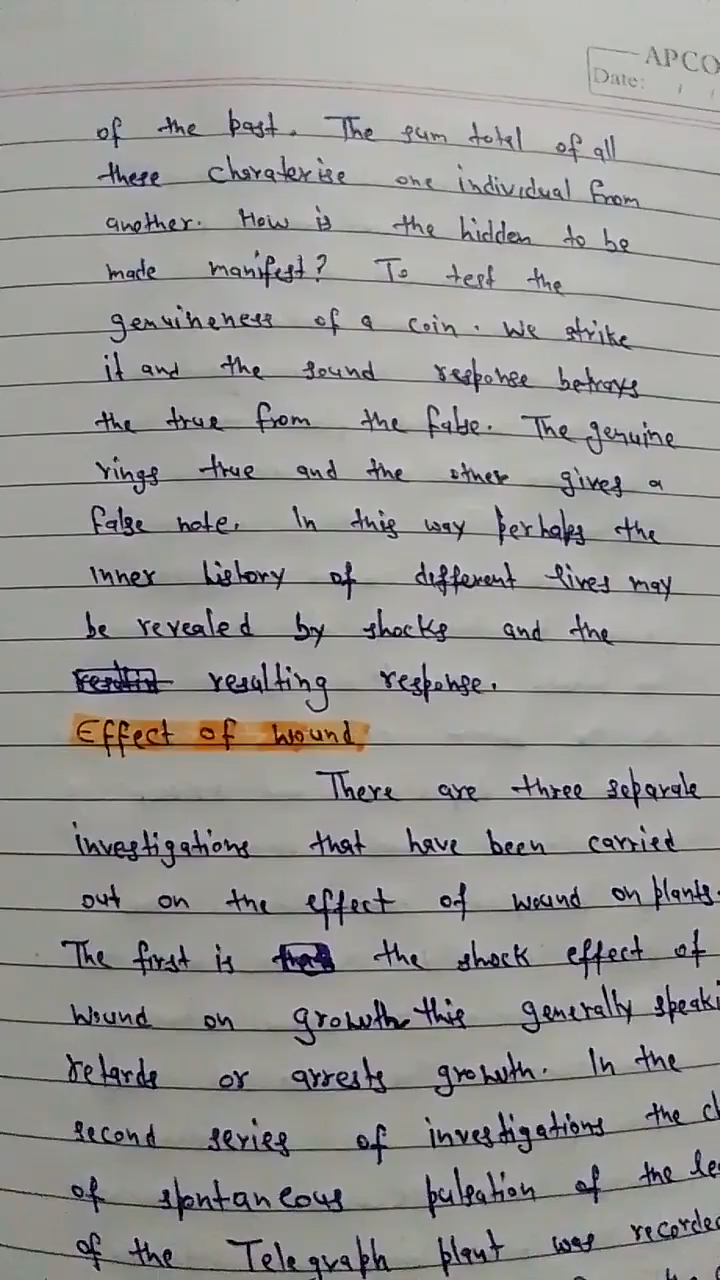 APCO
Date: / /
of the past. The sum total of all
these charaterise one individual from
another. How is the hidden to be
made manifest? To test the
genuineness of a coin. We strike
it and the sound response betrays
the true from the false. The genuine
rings true and the other gives a
false note. In this way perhaps the
inner history of different lives may
be revealed by shocks and the
resulting response.
Effect of wound
There are three separate
investigations that have been carried
out on the effect of wound on plants.
The first is the shock effect of
wound on growth this generally speaki
retards or arrests growth. In the
second series of investigations the c
of spontaneous pulsation of the le
of the Telegraph plant was recorde